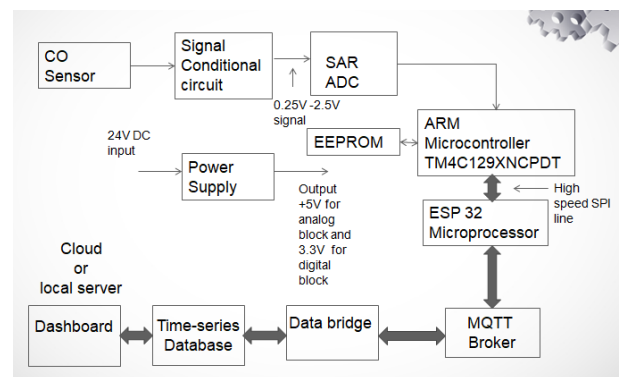 CO
Sensor
Signal
Conditional
circuit
0.25V -2.5V
signal
SAR
ADC
EEPROM
ARM
Microcontroller
TM4C129XNCPDT
24V DC
input
Power
Supply
Output
+5V for
analog
block and
3.3V for
digital
block
High
speed SPI
line
ESP 32
Microprocessor
Cloud
or
local server
Dashboard
Time-series
Database
Data bridge
MQTT
Broker